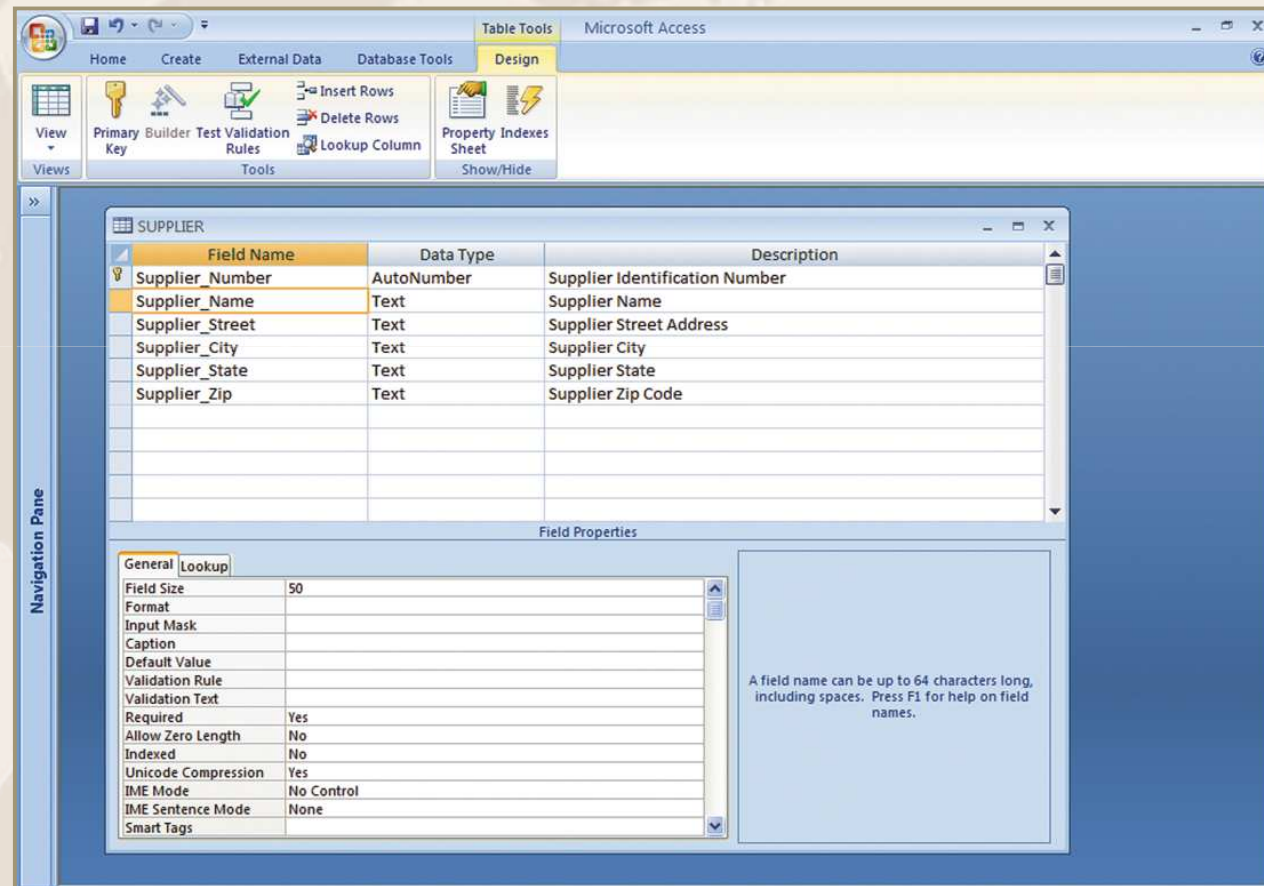 Table Tools Microsoft Access
Home Create External Data Database Tools Design
View Primary Key Builder Test Validation Rules Insert Rows Delete Rows Lookup Column Property Sheet Indexes
Views Tools Show/Hide
SUPPLIER
Field Name Data Type Description
Supplier_Number AutoNumber Supplier Identification Number
Supplier_Name Text Supplier Name
Supplier_Street Text Supplier Street Address
Supplier_City Text Supplier City
Supplier_State Text Supplier State
Supplier_Zip Text Supplier Zip Code
Navigation Pane
Field Properties
General Lookup
Field Size 50
Format
Input Mask
Caption
Default Value
Validation Rule
Validation Text
Required Yes
Allow Zero Length No
Indexed No
Unicode Compression Yes
IME Mode No Control
IME Sentence Mode None
Smart Tags
A field name can be up to 64 characters long,
including spaces. Press F1 for help on field
names.